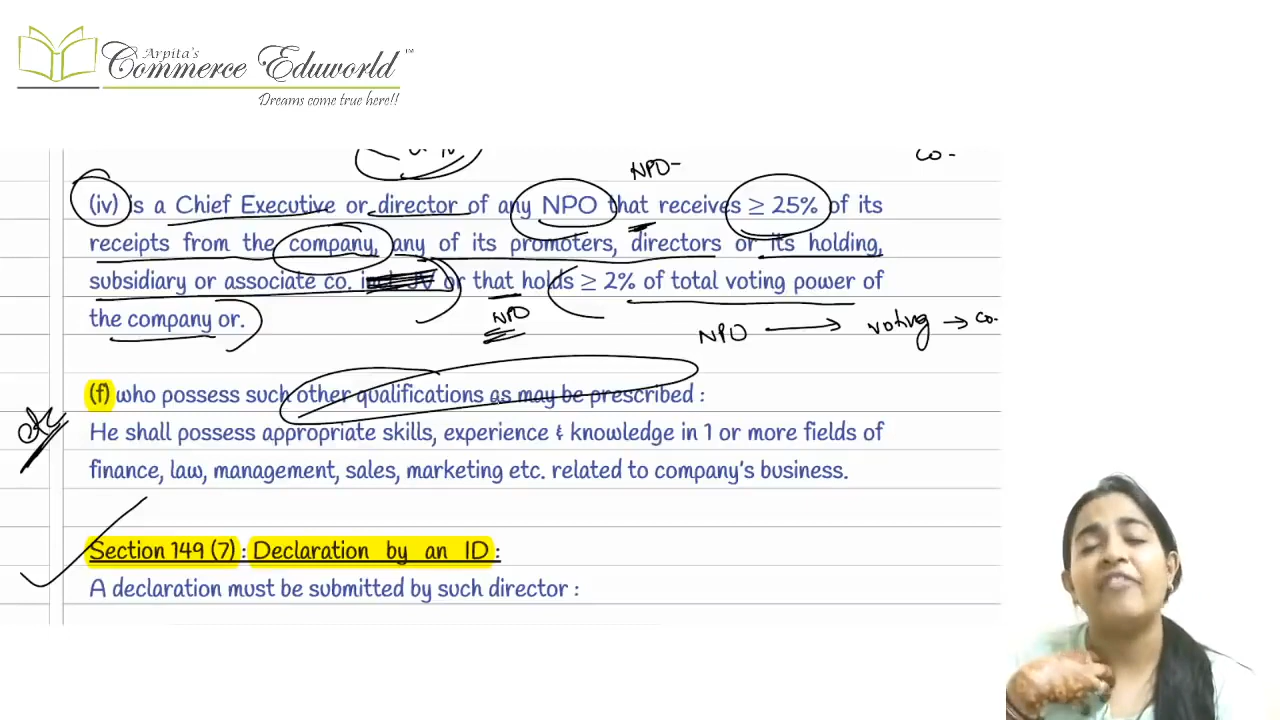 Arpita's
Commerce Eduworld™
Dreams come true here!!
NPO-
co-
(iv) is a Chief Executive or director of any NPO that receives ≥ 25% of its
receipts from the company, any of its promoters, directors or its holding,
subsidiary or associate co. or that holds ≥ 2% of total voting power of
the company or.
NPO
NPO → voting → co-
(f) who possess such other qualifications as may be prescribed :
He shall possess appropriate skills, experience & knowledge in 1 or more fields of
finance, law, management, sales, marketing etc. related to company's business.
Section 149 (7) : Declaration by an ID :
A declaration must be submitted by such director :